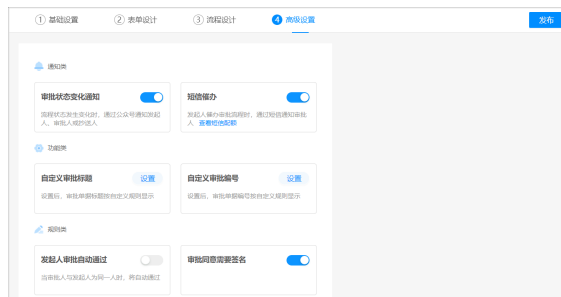 1 基础设置 2 表单设计 3 流程设计 4 高级设置 发布
通知类
审批状态变化通知 短信催办
流程状态发生变化时，通过公众号通知发起 发起人催办审批流程时，通过短信通知审批
人、审批人或抄送人 人 查看短信配额
功能类
自定义审批标题 设置 自定义审批编号 设置
设置后，审批单据标题按自定义规则显示 设置后，审批单据编号按自定义规则显示
规则类
发起人审批自动通过 审批同意需要签名
当审批人与发起人为同一人时，将自动通过